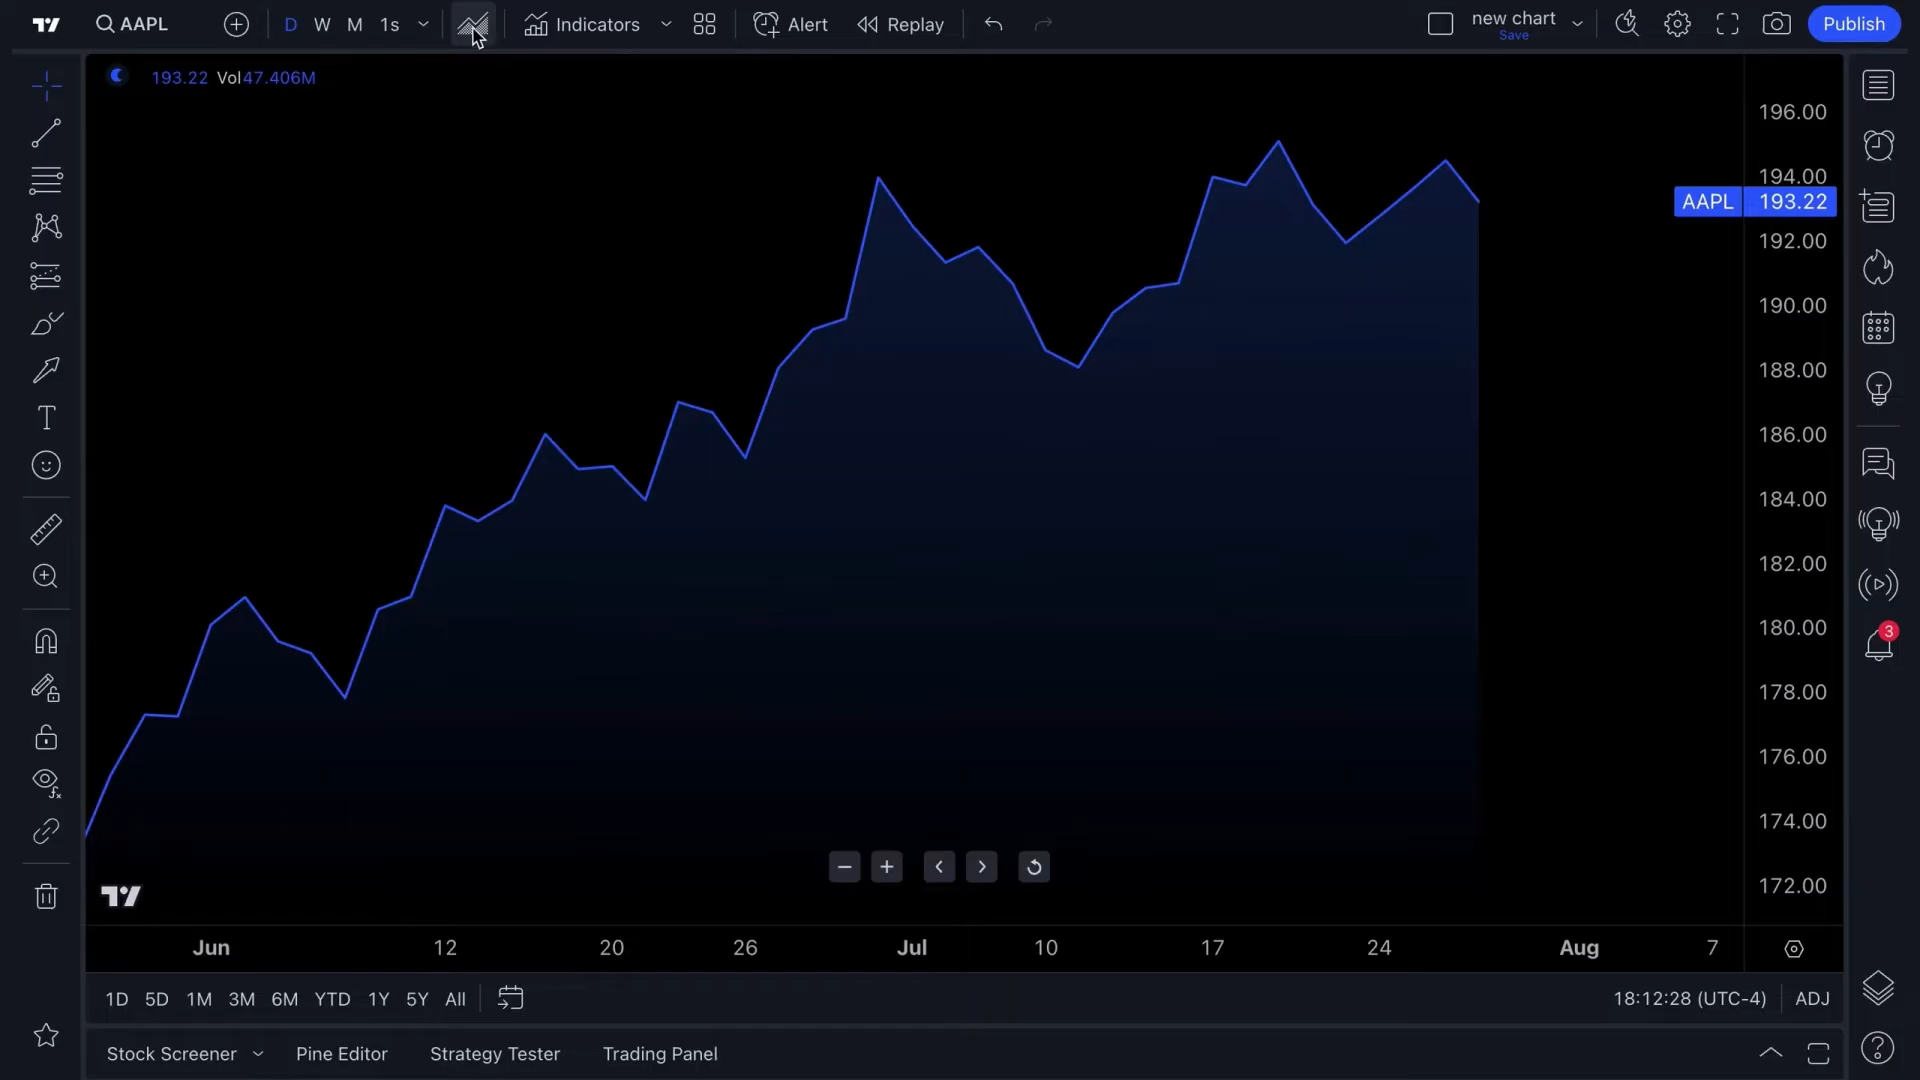 AAPL D W M 1s Indicators Alert Replay new chart Publish
Save
193.22 Vol47.406M
196.00
194.00
AAPL 193.22
192.00
190.00
188.00
186.00
184.00
182.00
180.00
3
178.00
176.00
174.00
172.00
Jun 12 20 26 Jul 10 17 24 Aug 7
1D 5D 1M 3M 6M YTD 1Y 5Y All 18:12:28 (UTC-4) ADJ
Stock Screener Pine Editor Strategy Tester Trading Panel